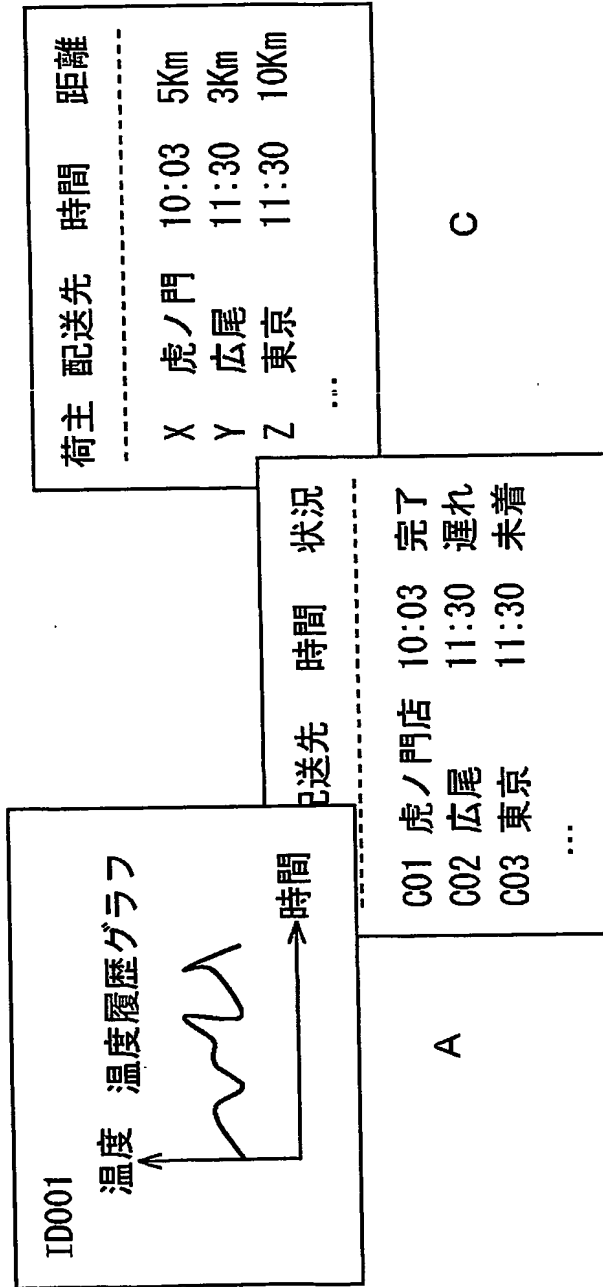 ID001
温度 温度履歴グラフ
時間
A
送先 時間 状況
C01 虎ノ門店 10:03 完了
C02 広尾 11:30 遅れ
C03 東京 11:30 未着
...
荷主 配送先 時間 距離
X 虎ノ門 10:03 5Km
Y 広尾 11:30 3Km
Z 東京 11:30 10Km
...
C